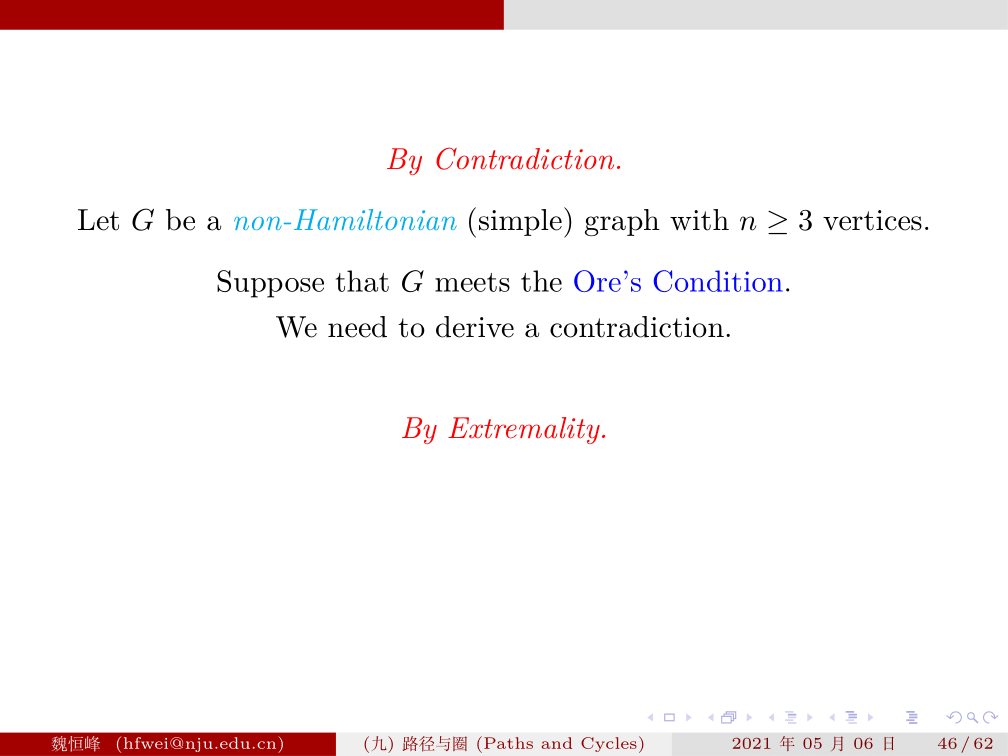 By Contradiction.
Let G be a non-Hamiltonian (simple) graph with n ≥ 3 vertices.
Suppose that G meets the Ore's Condition.
We need to derive a contradiction.
By Extremality.
魏恒峰 (hfwei@nju.edu.cn) (九) 路径与圈 (Paths and Cycles) 2021 年 05 月 06 日 46 / 62